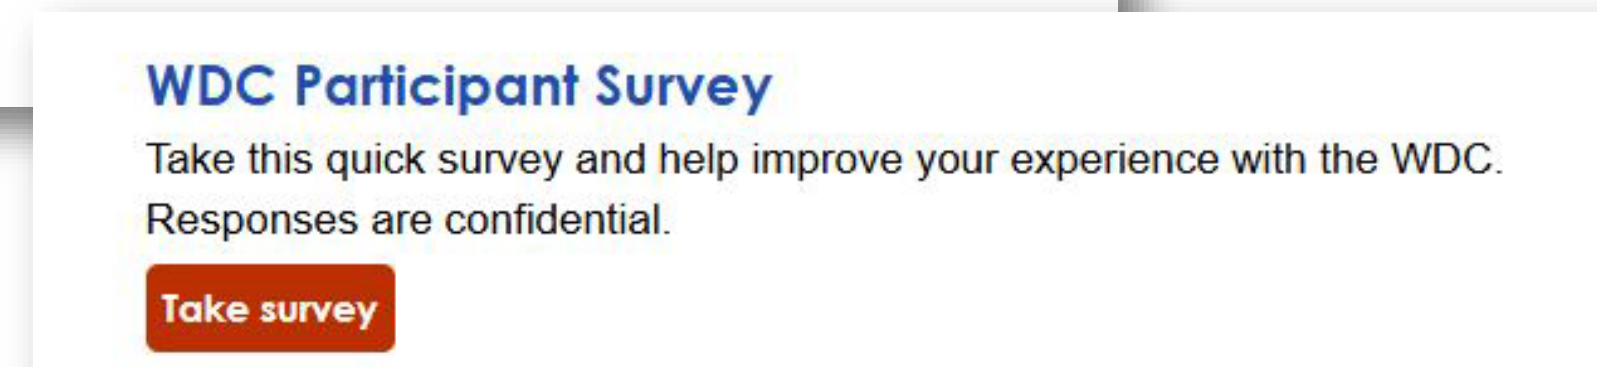 WDC Participant Survey
Take this quick survey and help improve your experience with the WDC.
Responses are confidential.
Take survey